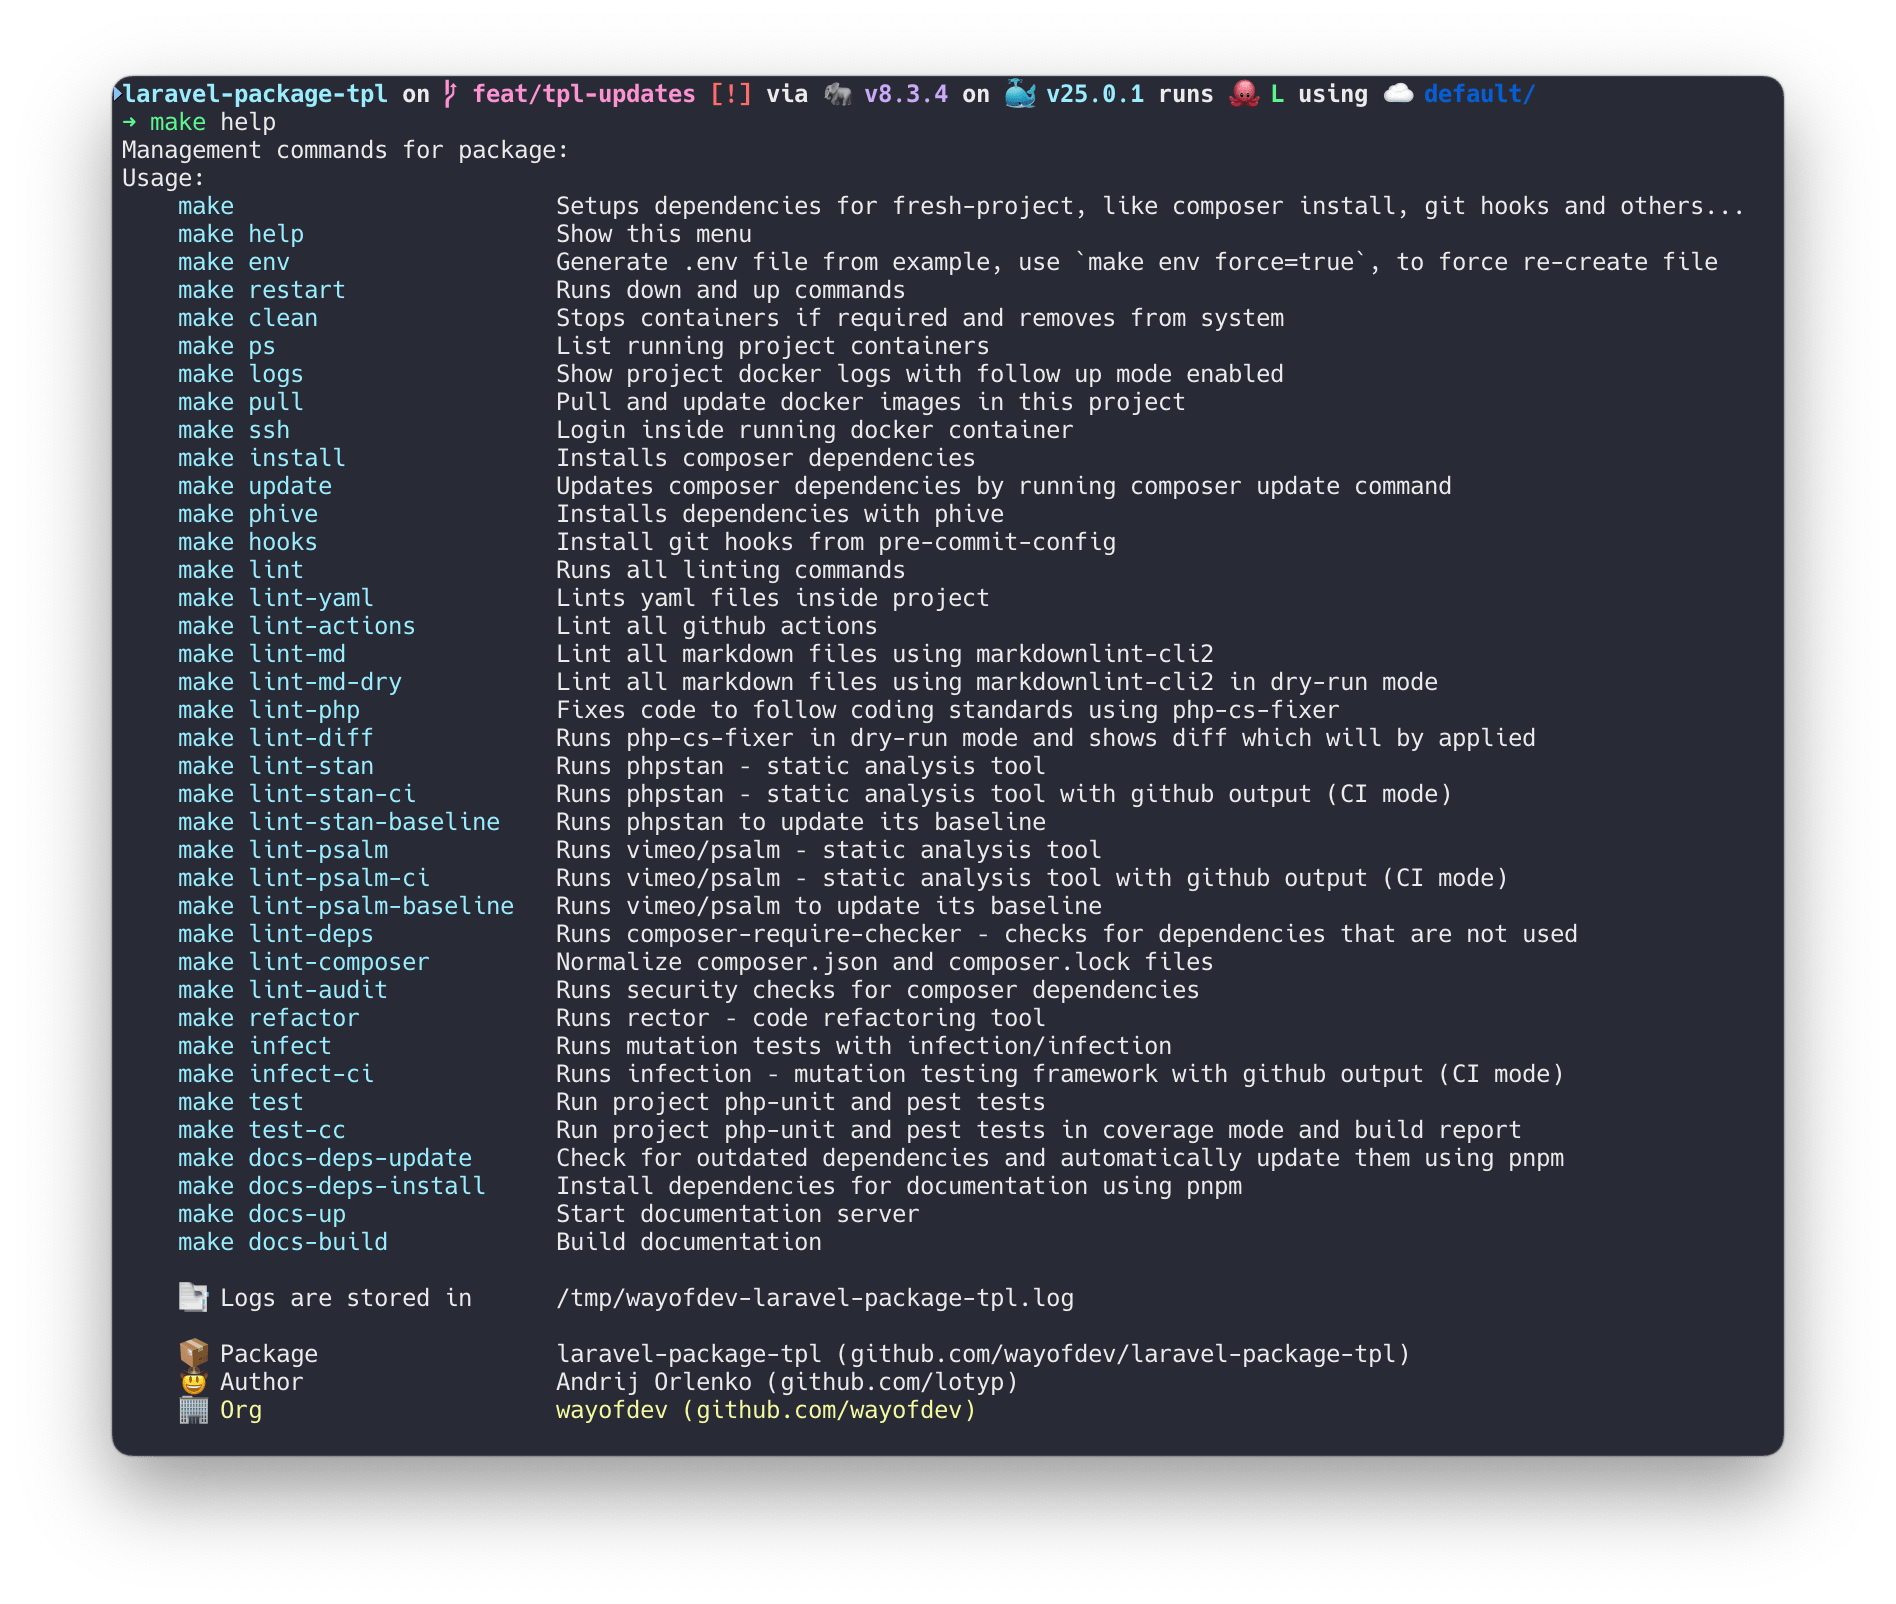 laravel-package-tpl on feat/tpl-updates [!] via v8.3.4 on v25.0.1 runs L using default/
→ make help
Management commands for package:
Usage:
make Setups dependencies for fresh-project, like composer install, git hooks and others...
make help Show this menu
make env Generate .env file from example, use `make env force=true`, to force re-create file
make restart Runs down and up commands
make clean Stops containers if required and removes from system
make ps List running project containers
make logs Show project docker logs with follow up mode enabled
make pull Pull and update docker images in this project
make ssh Login inside running docker container
make install Installs composer dependencies
make update Updates composer dependencies by running composer update command
make phive Installs dependencies with phive
make hooks Install git hooks from pre-commit-config
make lint Runs all linting commands
make lint-yaml Lints yaml files inside project
make lint-actions Lint all github actions
make lint-md Lint all markdown files using markdownlint-cli2
make lint-md-dry Lint all markdown files using markdownlint-cli2 in dry-run mode
make lint-php Fixes code to follow coding standards using php-cs-fixer
make lint-diff Runs php-cs-fixer in dry-run mode and shows diff which will by applied
make lint-stan Runs phpstan - static analysis tool
make lint-stan-ci Runs phpstan - static analysis tool with github output (CI mode)
make lint-stan-baseline Runs phpstan to update its baseline
make lint-psalm Runs vimeo/psalm - static analysis tool
make lint-psalm-ci Runs vimeo/psalm - static analysis tool with github output (CI mode)
make lint-psalm-baseline Runs vimeo/psalm to update its baseline
make lint-deps Runs composer-require-checker - checks for dependencies that are not used
make lint-composer Normalize composer.json and composer.lock files
make lint-audit Runs security checks for composer dependencies
make refactor Runs rector - code refactoring tool
make infect Runs mutation tests with infection/infection
make infect-ci Runs infection - mutation testing framework with github output (CI mode)
make test Run project php-unit and pest tests
make test-cc Run project php-unit and pest tests in coverage mode and build report
make docs-deps-update Check for outdated dependencies and automatically update them using pnpm
make docs-deps-install Install dependencies for documentation using pnpm
make docs-up Start documentation server
make docs-build Build documentation
Logs are stored in /tmp/wayofdev-laravel-package-tpl.log
Package laravel-package-tpl (github.com/wayofdev/laravel-package-tpl)
Author Andrij Orlenko (github.com/lotyp)
Org wayofdev (github.com/wayofdev)